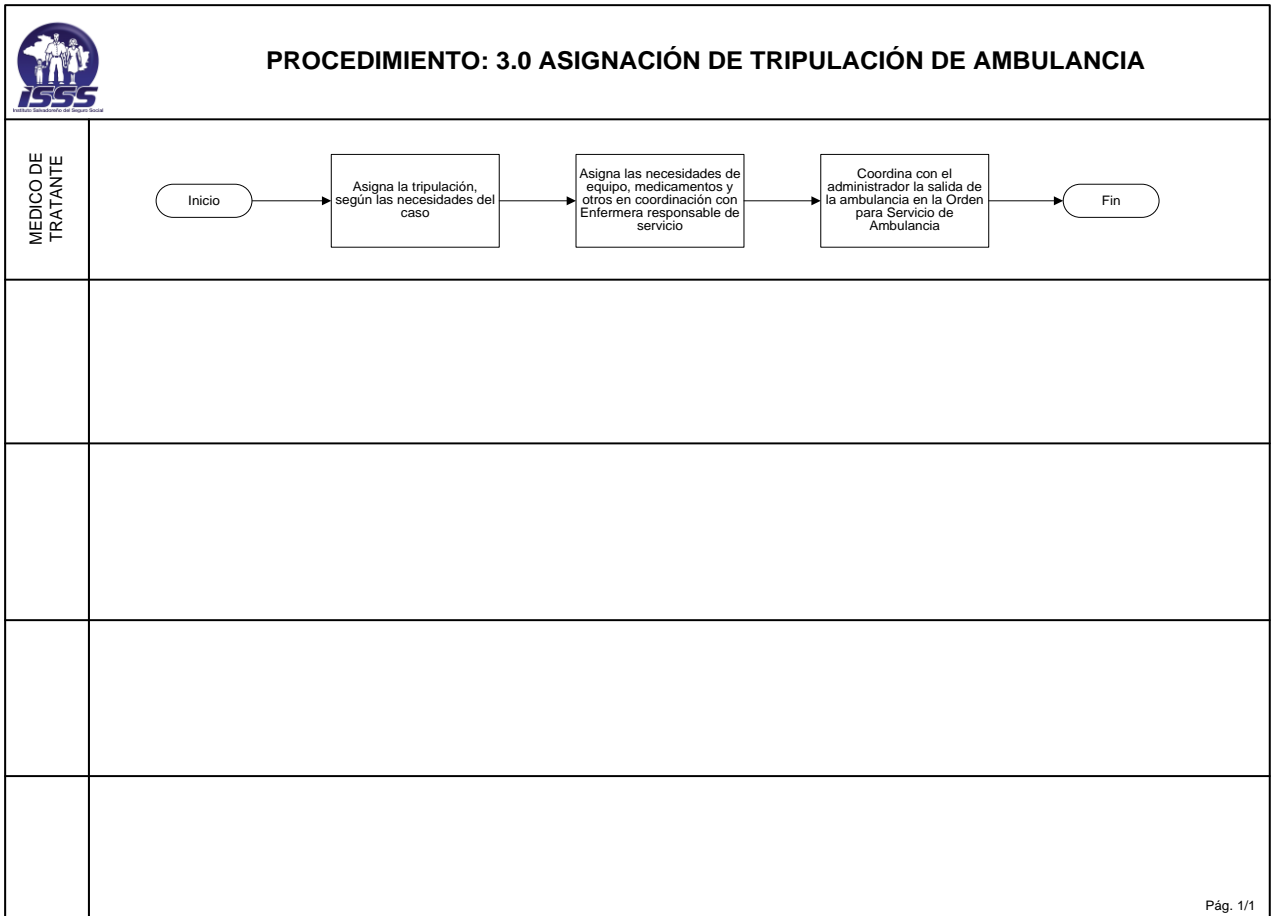 ISSS
Instituto Salvadoreño del Seguro Social
PROCEDIMIENTO: 3.0 ASIGNACIÓN DE TRIPULACIÓN DE AMBULANCIA
MEDICO DE
TRATANTE
Inicio
Asigna la tripulación,
según las necesidades del
caso
Asigna las necesidades de
equipo, medicamentos y
otros en coordinación con
Enfermera responsable de
servicio
Coordina con el
administrador la salida de
la ambulancia en la Orden
para Servicio de
Ambulancia
Fin
Pág. 1/1